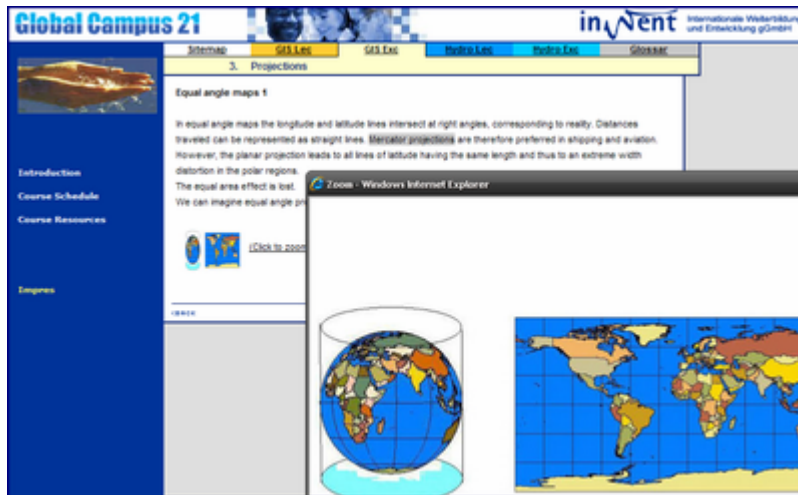 Global Campus 21
inWent Internationale Weiterbildung
und Entwicklung gGmbH
Sitemap GIS Lec GIS Exc Hydro Lec Hydro Exc Glossar
3. Projections
Equal angle maps 1
In equal angle maps the longitude and latitude lines intersect at right angles, corresponding to reality. Distances
traveled can be represented as straight lines. Mercator projections are therefore preferred in shipping and aviation.
However, the planar projection leads to all lines of latitude having the same length and thus to an extreme width
distortion in the polar regions.
The equal area effect is lost.
We can imagine equal angle pr
Introduction
Course Schedule
Course Resources
Impres
(Click to zoom
<BACK
Zoom - Windows Internet Explorer